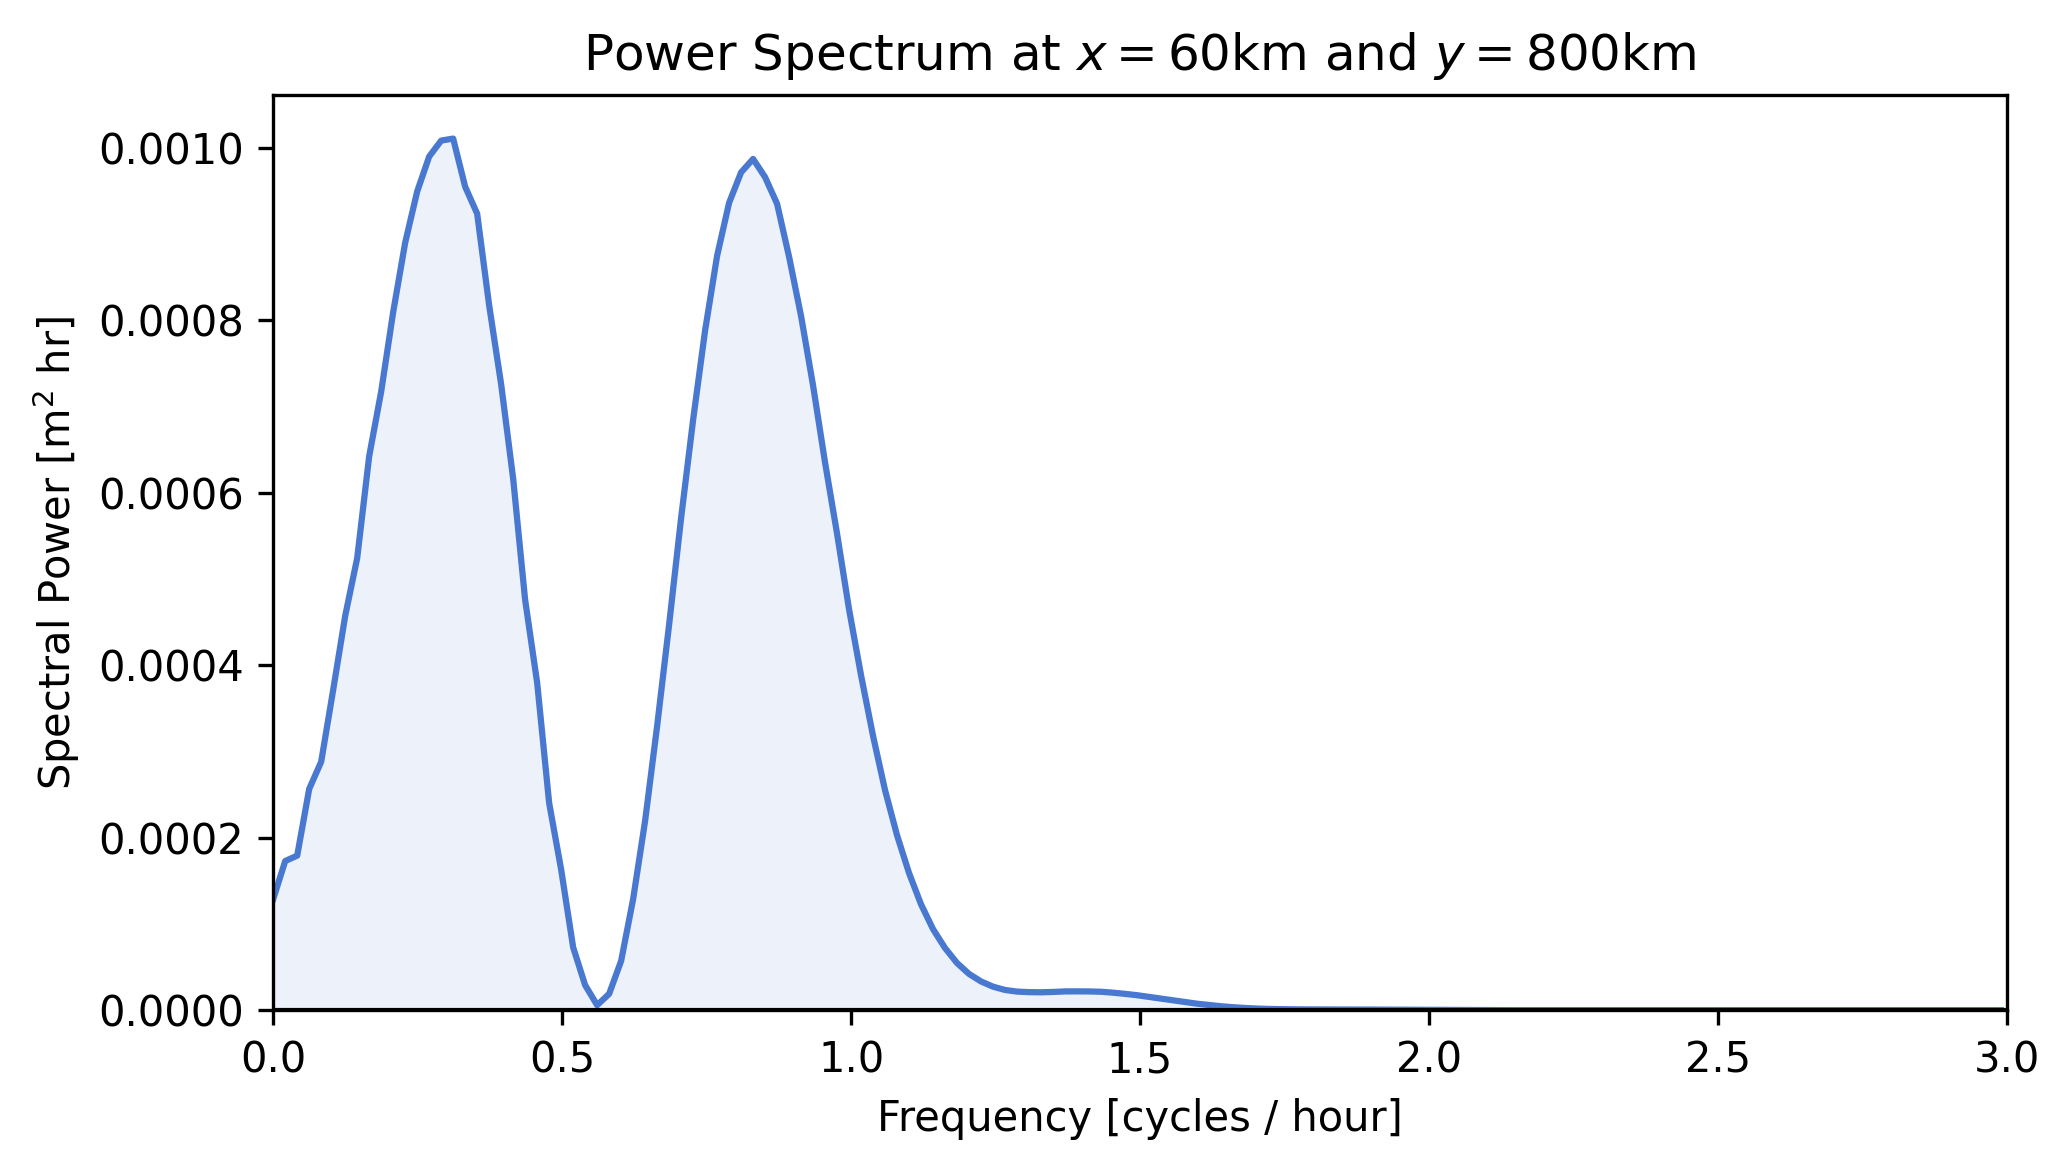 Power Spectrum at x = 60km and y = 800km
Spectral Power [m² hr]
0.0010
0.0008
0.0006
0.0004
0.0002
0.0000
0.0 0.5 1.0 1.5 2.0 2.5 3.0
Frequency [cycles / hour]